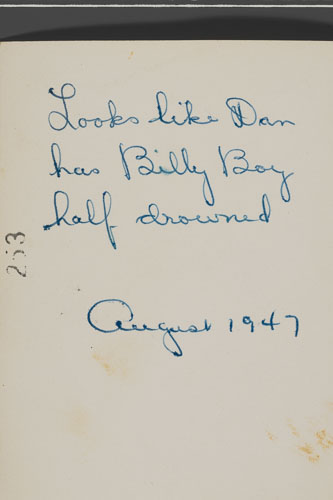 Looks like Dan
has Billy Boy
half drowned
253
August 1947